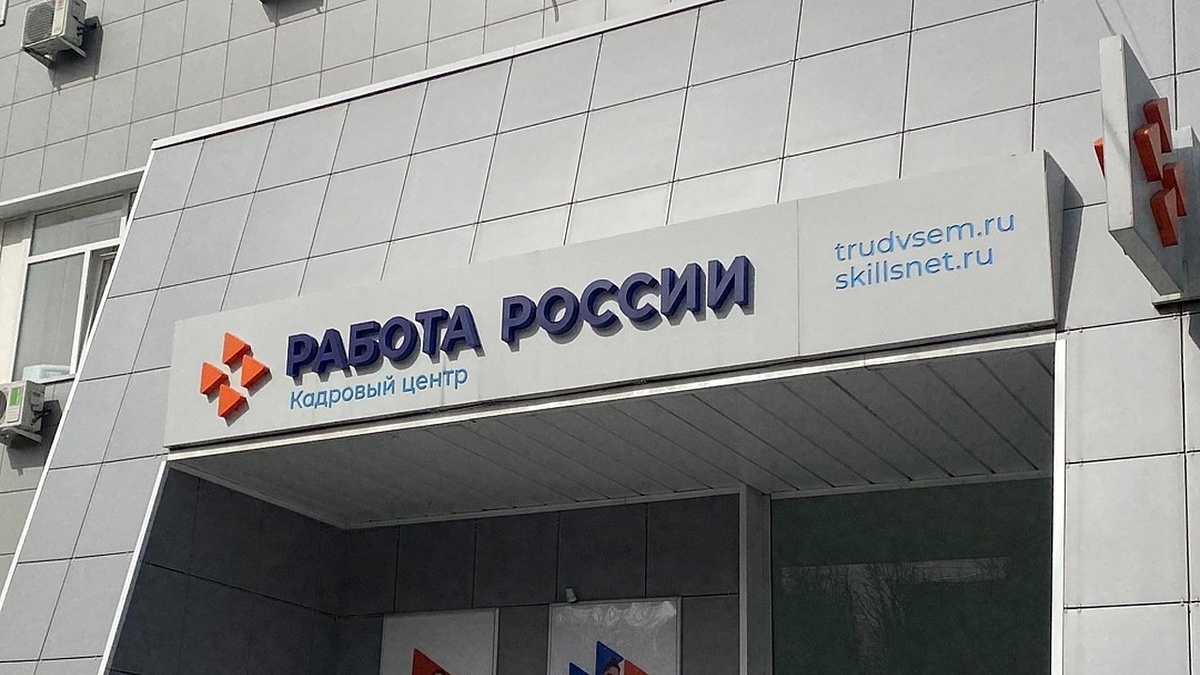 РАБОТА РОССИИ
Кадровый центр
trudvsem.ru
skillsnet.ru